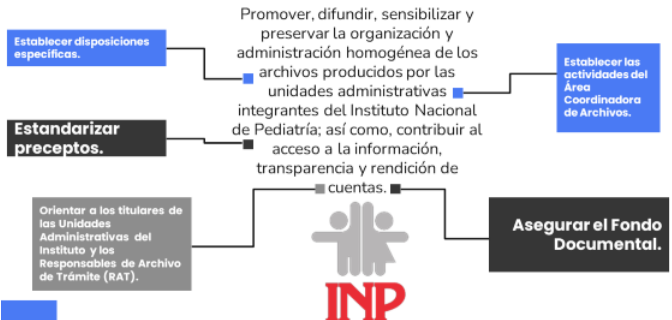 Promover, difundir, sensibilizar y
preservar la organización y
administración homogénea de los
archivos producidos por las
unidades administrativas
integrantes del Instituto Nacional
de Pediatría; así como, contribuir al
acceso a la información,
transparencia y rendición de
cuentas.
Establecer disposiciones
específicas.
Estandarizar
preceptos.
Orientar a los titulares de
las Unidades
Administrativas del
Instituto y los
Responsables de Archivo
de Trámite (RAT).
Establecer las
actividades del
Área
Coordinadora
de Archivos.
Asegurar el Fondo
Documental.
INP